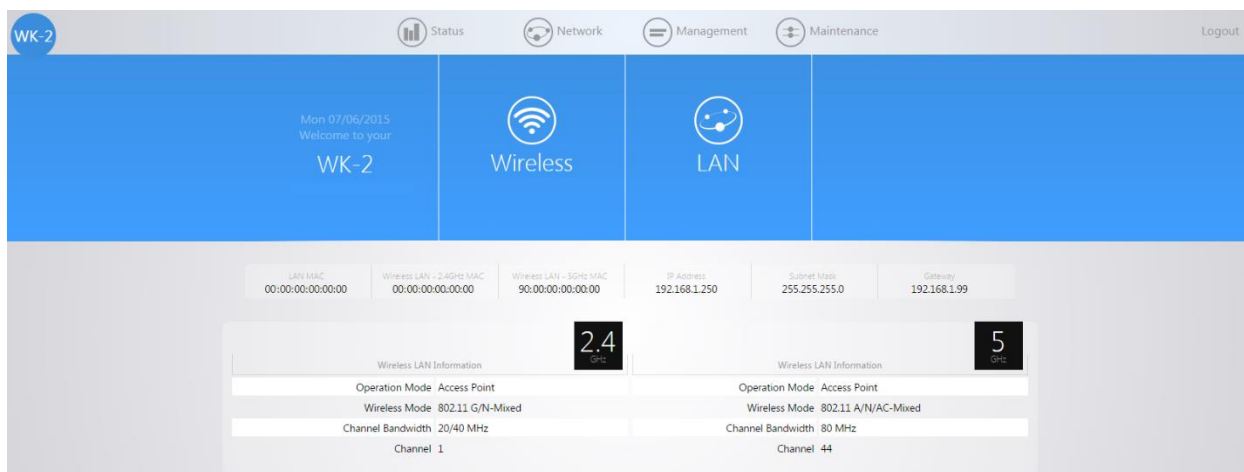 WK-2
Status Network Management Maintenance Logout
Mon 07/06/2015
Welcome to your
WK-2
Wireless
LAN
LAN MAC Wireless LAN - 2.4GHz MAC Wireless LAN - 5GHz MAC IP Address Subnet Mask Gateway
00:00:00:00:00:00 00:00:00:00:00:00 90:00:00:00:00:00 192.168.1.250 255.255.255.0 192.168.1.99
2.4
GHz
Wireless LAN Information
Operation Mode Access Point
Wireless Mode 802.11 G/N-Mixed
Channel Bandwidth 20/40 MHz
Channel 1
5
GHz
Wireless LAN Information
Operation Mode Access Point
Wireless Mode 802.11 A/N/AC-Mixed
Channel Bandwidth 80 MHz
Channel 44